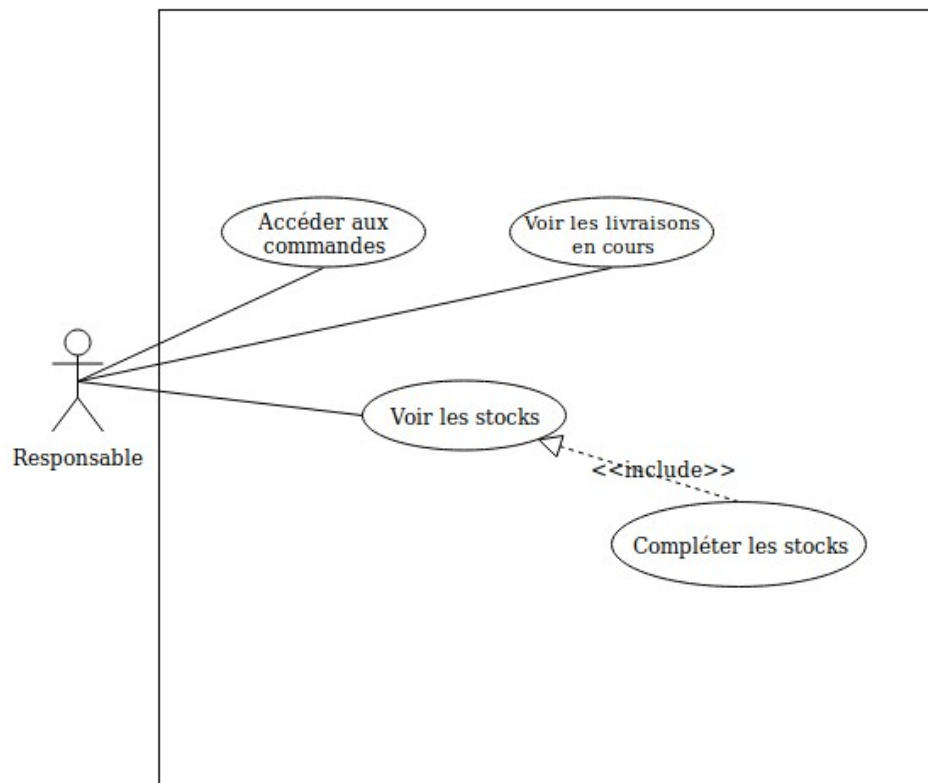 Accéder aux
commandes
Voir les livraisons
en cours
Voir les stocks
Responsable
<<include>>
Compléter les stocks